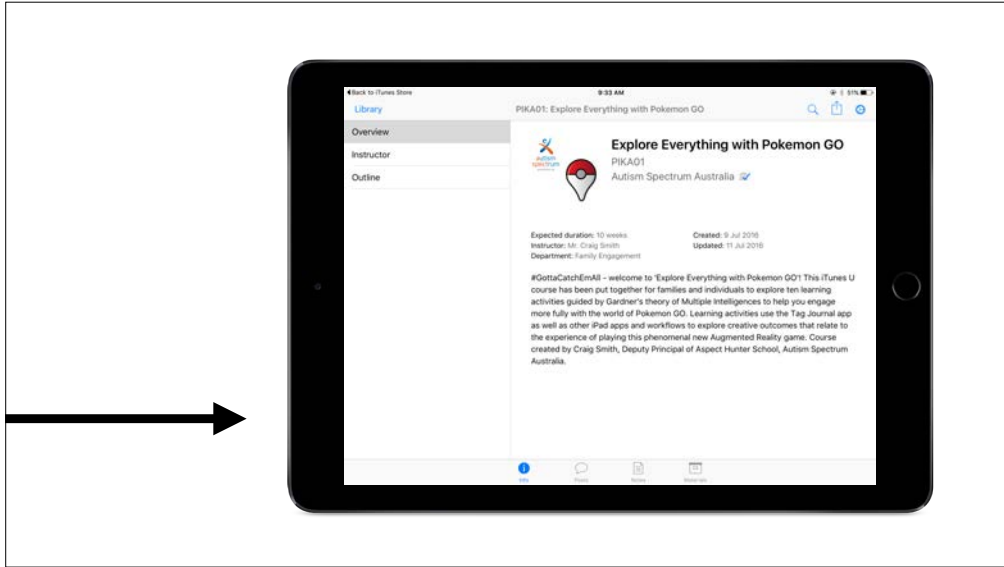 Back to iTunes Store 9:33 AM 51%
Library PIKA01: Explore Everything with Pokemon GO
Overview
Instructor
Outline
autism
spectrum
Explore Everything with Pokemon GO
PIKA01
Autism Spectrum Australia
Expected duration: 10 weeks Created: 9 Jul 2016
Instructor: Mr. Craig Smith Updated: 11 Jul 2016
Department: Family Engagement
#GottaCatchEmAll - welcome to 'Explore Everything with Pokemon GO'! This iTunes U
course has been put together for families and individuals to explore ten learning
activities guided by Gardner's theory of Multiple Intelligences to help you engage
more fully with the world of Pokemon GO. Learning activities use the Tag Journal app
as well as other iPad apps and workflows to explore creative outcomes that relate to
the experience of playing this phenomenal new Augmented Reality game. Course
created by Craig Smith, Deputy Principal of Aspect Hunter School, Autism Spectrum
Australia.
Info Posts Notes Materials